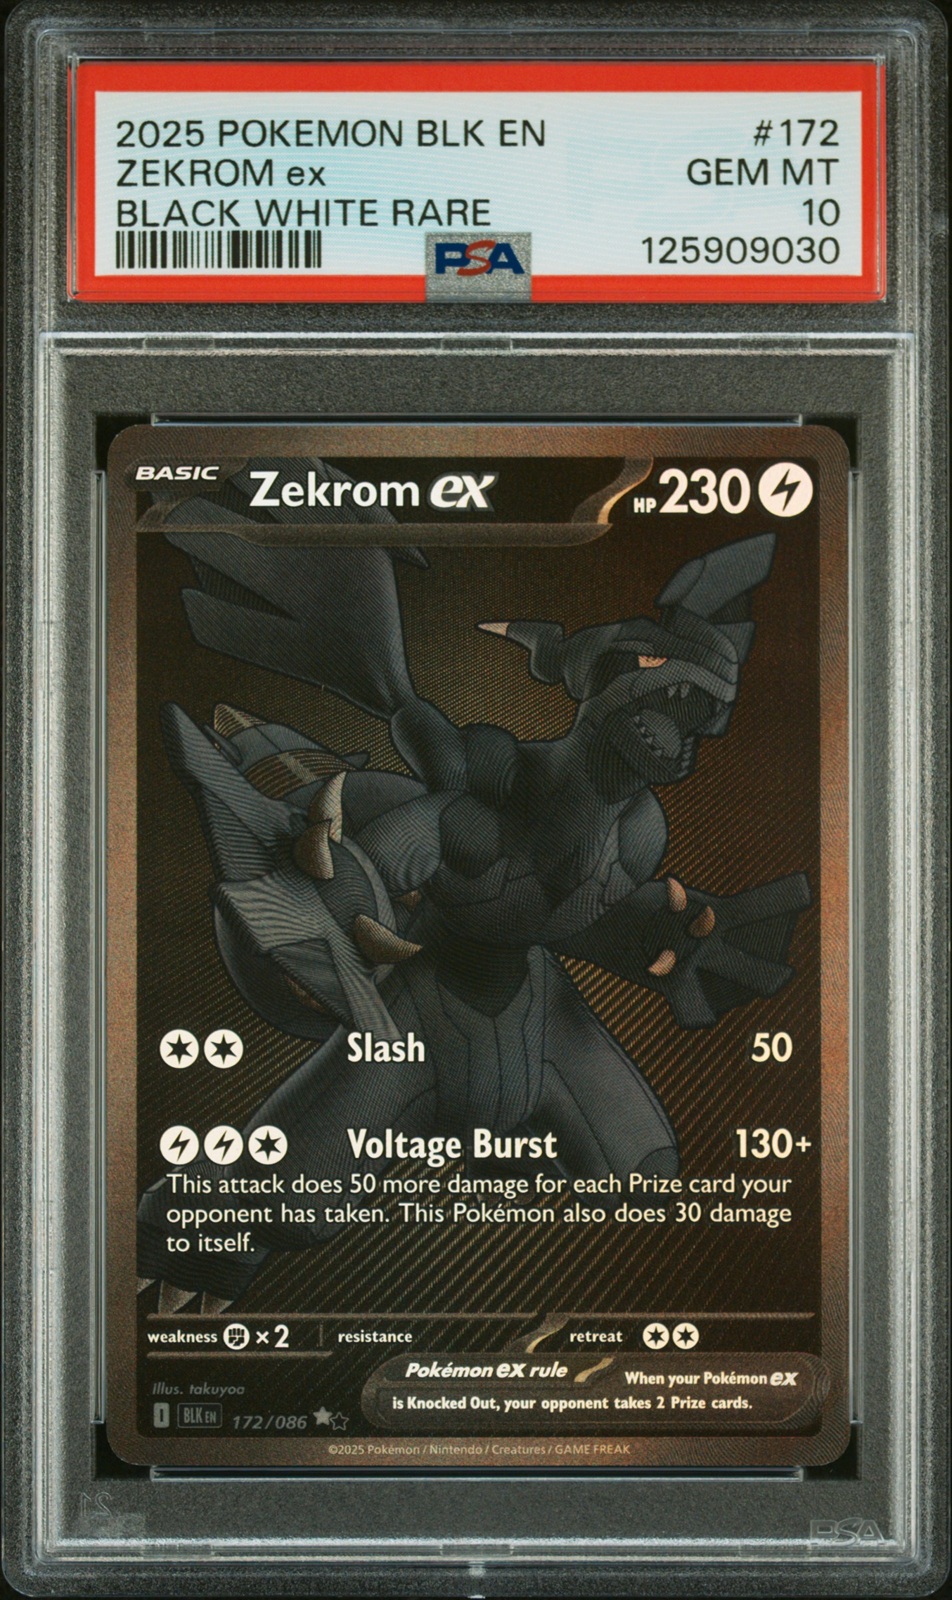 2025 POKEMON BLK EN #172
ZEKROM ex GEM MT
BLACK WHITE RARE 10
PSA 125909030
BASIC Zekrom ex HP 230
Slash 50
Voltage Burst 130+
This attack does 50 more damage for each Prize card your
opponent has taken. This Pokémon also does 30 damage
to itself.
weakness ×2 resistance retreat
Pokémon ex rule When your Pokémon ex
is Knocked Out, your opponent takes 2 Prize cards.
Illus. takuyoa
I BLK EN 172/086
©2025 Pokémon / Nintendo / Creatures / GAME FREAK
PSA